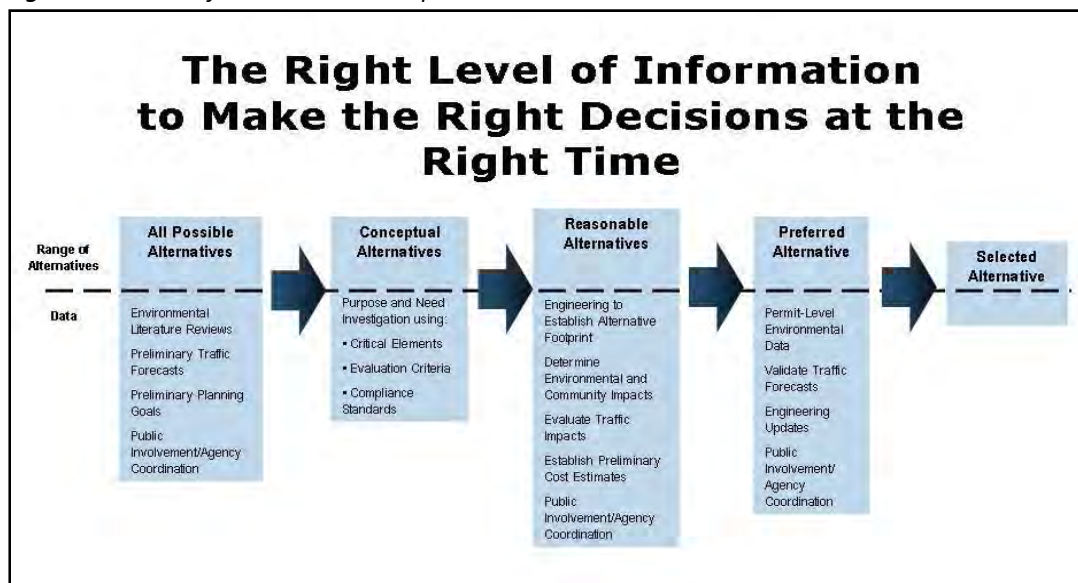 The Right Level of Information
to Make the Right Decisions at the
Right Time
Range of
Alternatives
Data
All Possible
Alternatives
Environmental
Literature Reviews
Preliminary Traffic
Forecasts
Preliminary Planning
Goals
Public
Involvement/Agency
Coordination
Conceptual
Alternatives
Purpose and Need
Investigation using:
▪ Critical Elements
▪ Evaluation Criteria
▪ Compliance
Standards
Reasonable
Alternatives
Engineering to
Establish Alternative
Footprint
Determine
Environmental and
Community Impacts
Evaluate Traffic
Impacts
Establish Preliminary
Cost Estimates
Public
Involvement/Agency
Coordination
Preferred
Alternative
Permit-Level
Environmental
Data
Validate Traffic
Forecasts
Engineering
Updates
Public
Involvement/
Agency
Coordination
Selected
Alternative